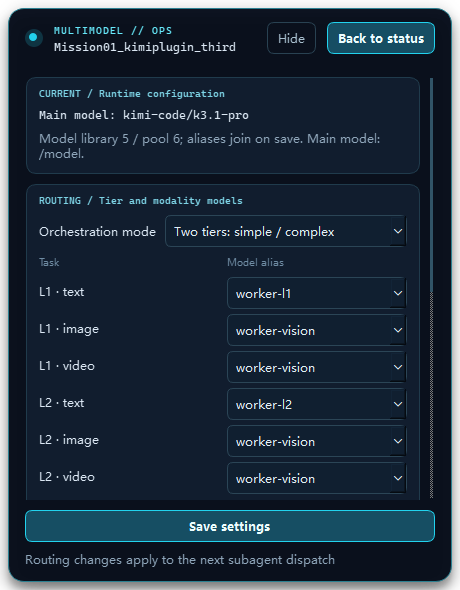 MULTIMODEL // OPS
Mission01_kimiplugin_third
Hide
Back to status
CURRENT / Runtime configuration
Main model: kimi-code/k3.1-pro
Model library 5 / pool 6; aliases join on save. Main model:
/model.
ROUTING / Tier and modality models
Orchestration mode
Two tiers: simple / complex
Task
Model alias
L1 · text
worker-l1
L1 · image
worker-vision
L1 · video
worker-vision
L2 · text
worker-l2
L2 · image
worker-vision
L2 · video
worker-vision
Save settings
Routing changes apply to the next subagent dispatch